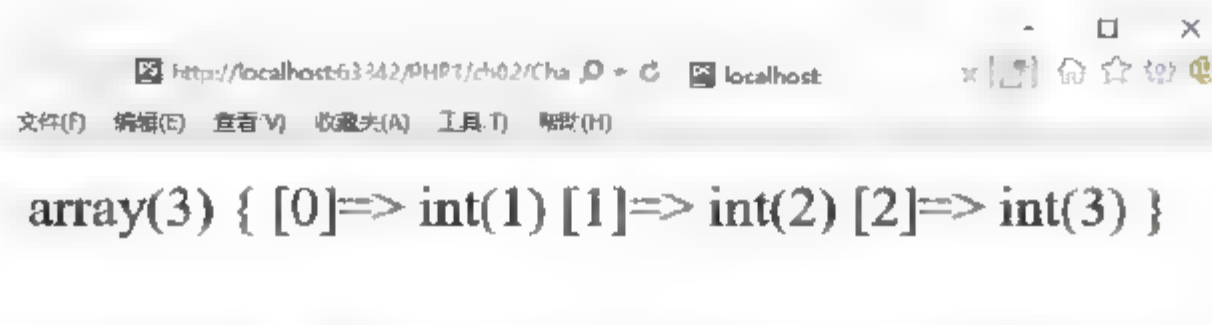 http://localhost:63342/PHP7/ch02/Cha localhost
文件(F) 编辑(E) 查看(V) 收藏夹(A) 工具(T) 帮助(H)
array(3) { [0]=> int(1) [1]=> int(2) [2]=> int(3) }